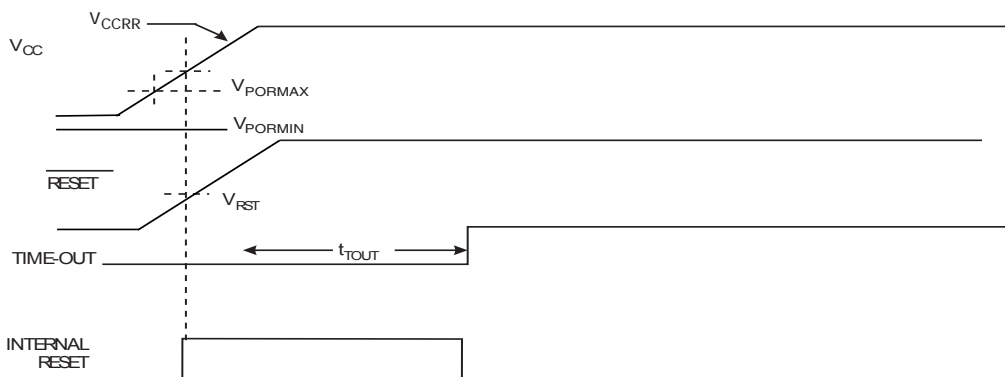 VCCRR
VCC
VPORMAX
VPORMIN
RESET
VRST
TIME-OUT
tTOUT
INTERNAL
RESET